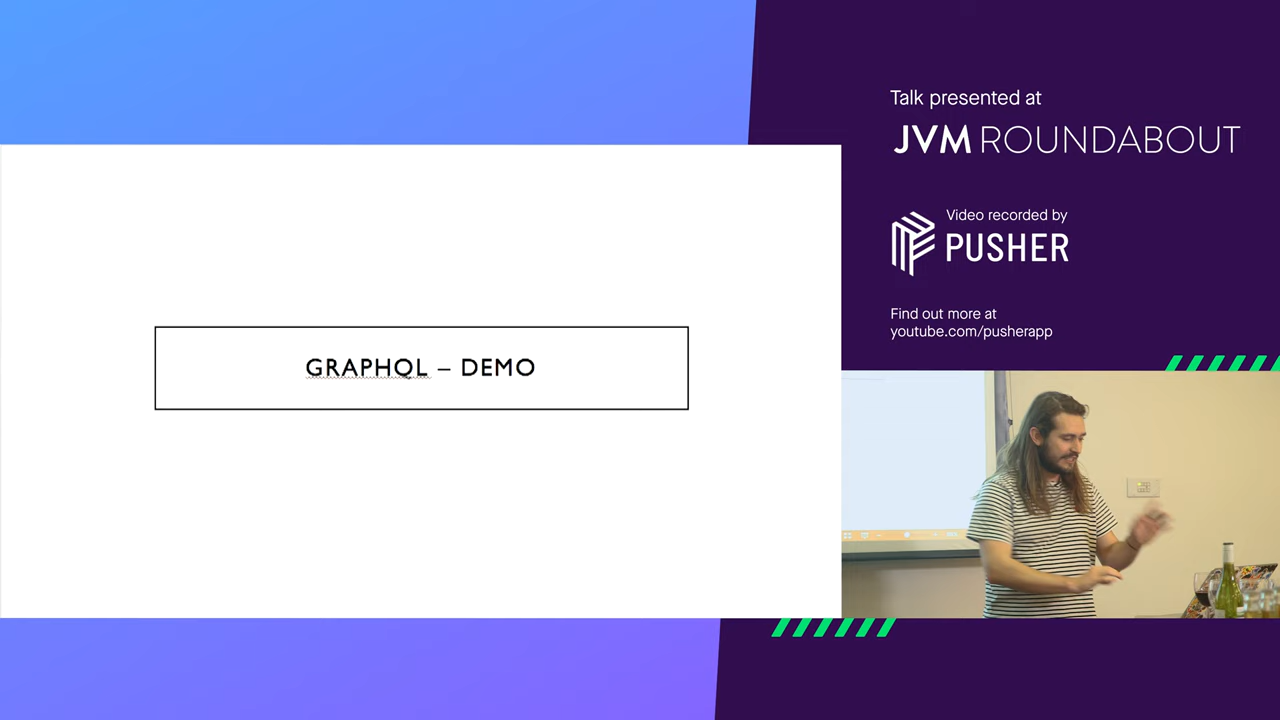 Talk presented at
JVM ROUNDABOUT
Video recorded by
PUSHER
Find out more at
youtube.com/pusherapp
GRAPHQL – DEMO